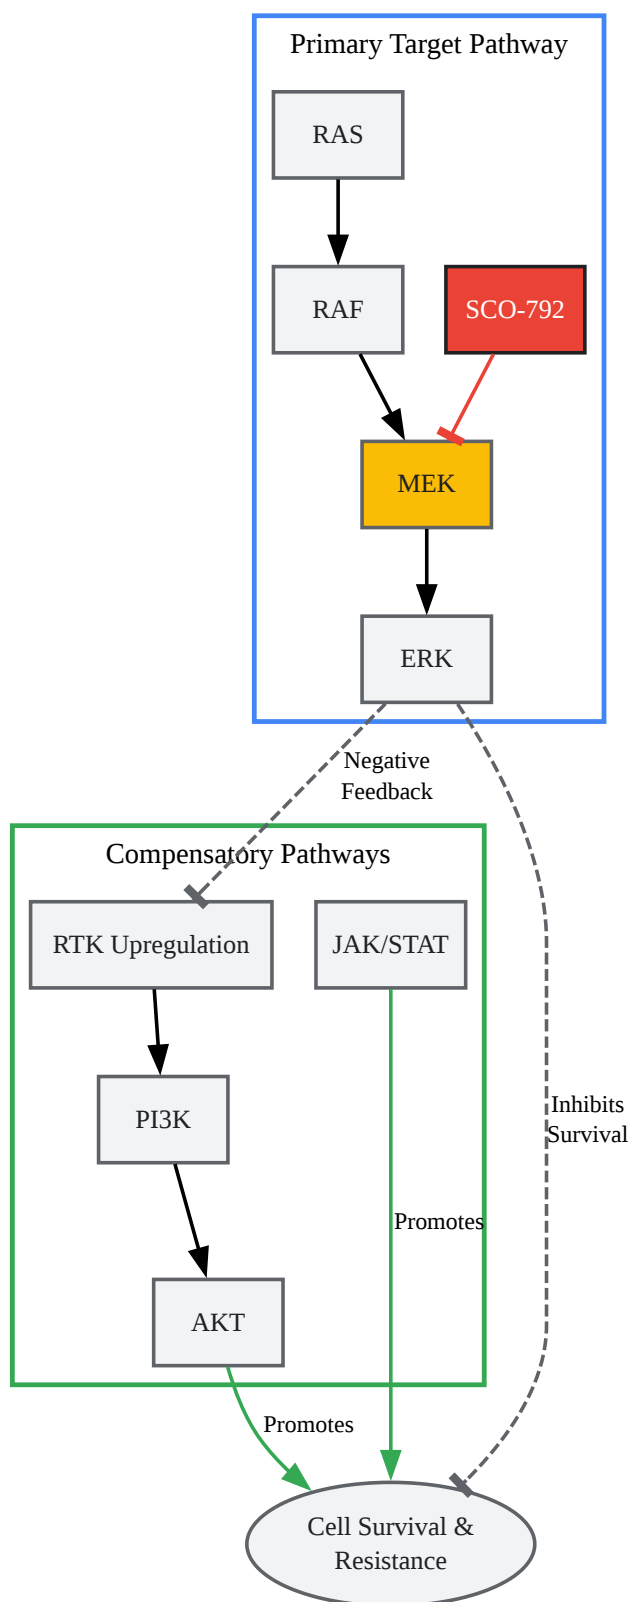 Primary Target Pathway
RAS
RAF
SCO-792
MEK
ERK
Negative
Feedback
Compensatory Pathways
RTK Upregulation
JAK/STAT
PI3K
Inhibits
Survival
Promotes
AKT
Promotes
Cell Survival &
Resistance